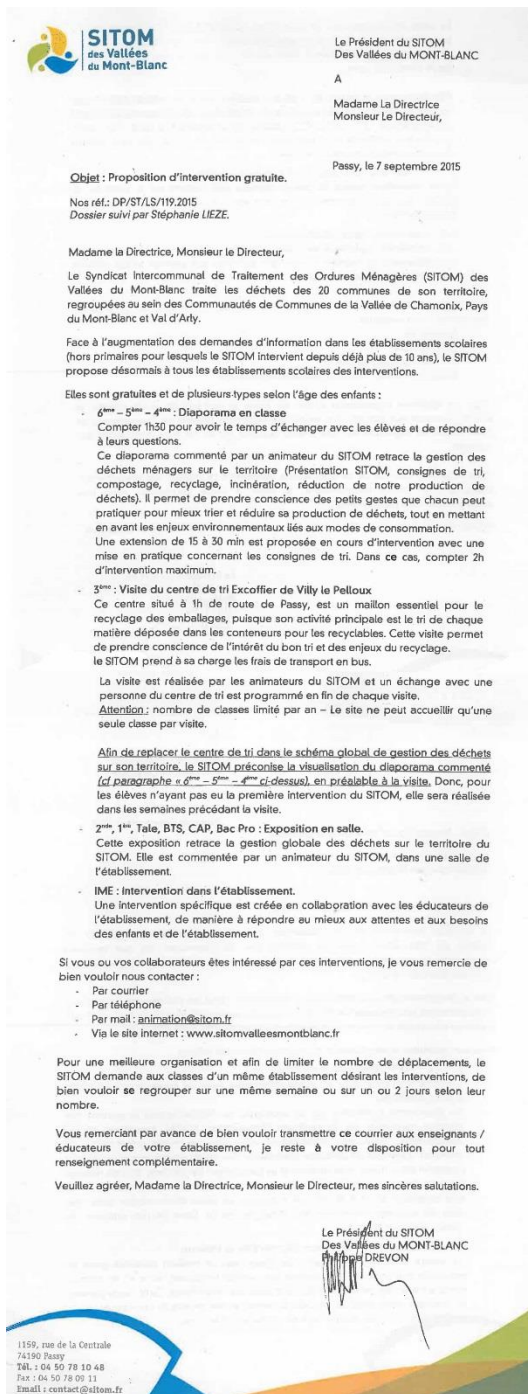 SITOM
des Vallées
du Mont-Blanc
Le Président du SITOM
Des Vallées du MONT-BLANC
A
Madame La Directrice
Monsieur Le Directeur,
Passy, le 7 septembre 2015
Objet : Proposition d'intervention gratuite.
Nos réf.: DP/ST/LS/119.2015
Dossier suivi par Stéphanie LIEZE.
Madame la Directrice, Monsieur le Directeur,
Le Syndicat Intercommunal de Traitement des Ordures Ménagères (SITOM) des
Vallées du Mont-Blanc traite les déchets des 20 communes de son territoire,
regroupées au sein des Communautés de Communes de la Vallée de Chamonix, Pays
du Mont-Blanc et Val d'Arly.
Face à l'augmentation des demandes d'information dans les établissements scolaires
(hors primaires pour lesquels le SITOM intervient depuis déjà plus de 10 ans), le SITOM
propose désormais à tous les établissements scolaires des interventions.
Elles sont gratuites et de plusieurs types selon l'âge des enfants :
- 6ème – 5ème – 4ème : Diaporama en classe
Compter 1h30 pour avoir le temps d'échanger avec les élèves et de répondre
à leurs questions.
Ce diaporama commenté par un animateur du SITOM retrace la gestion des
déchets ménagers sur le territoire (Présentation SITOM, consignes de tri,
compostage, recyclage, incinération, réduction de notre production de
déchets). Il permet de prendre conscience des petits gestes que chacun peut
pratiquer pour mieux trier et réduire sa production de déchets, tout en mettant
en avant les enjeux environnementaux liés aux modes de consommation.
Une extension de 15 à 30 min est proposée en cours d'intervention avec une
mise en pratique concernant les consignes de tri. Dans ce cas, compter 2h
d'intervention maximum.
- 3ème : Visite du centre de tri Excoffier de Villy le Pelloux
Ce centre situé à 1h de route de Passy, est un maillon essentiel pour le
recyclage des emballages, puisque son activité principale est le tri de chaque
matière déposée dans les conteneurs pour les recyclables. Cette visite permet
de prendre conscience de l'intérêt du bon tri et des enjeux du recyclage.
le SITOM prend à sa charge les frais de transport en bus.
La visite est réalisée par les animateurs du SITOM et un échange avec une
personne du centre de tri est programmé en fin de chaque visite.
Attention : nombre de classes limité par an – Le site ne peut accueillir qu'une
seule classe par visite.
Afin de replacer le centre de tri dans le schéma global de gestion des déchets
sur son territoire, le SITOM préconise la visualisation du diaporama commenté
(cf paragraphe « 6ème – 5ème – 4ème ci-dessus), en préalable à la visite. Donc, pour
les élèves n'ayant pas eu la première intervention du SITOM, elle sera réalisée
dans les semaines précédant la visite.
- 2nde, 1ère, Tale, BTS, CAP, Bac Pro : Exposition en salle.
Cette exposition retrace la gestion globale des déchets sur le territoire du
SITOM. Elle est commentée par un animateur du SITOM, dans une salle de
l'établissement.
- IME : Intervention dans l'établissement.
Une intervention spécifique est créée en collaboration avec les éducateurs de
l'établissement, de manière à répondre au mieux aux attentes et aux besoins
des enfants et de l'établissement.
Si vous ou vos collaborateurs êtes intéressé par ces interventions, je vous remercie de
bien vouloir nous contacter :
- Par courrier
- Par téléphone
- Par mail : animation@sitom.fr
- Via le site internet : www.sitomvalleesmontblanc.fr
Pour une meilleure organisation et afin de limiter le nombre de déplacements, le
SITOM demande aux classes d'un même établissement désirant les interventions, de
bien vouloir se regrouper sur une même semaine ou sur un ou 2 jours selon leur
nombre.
Vous remerciant par avance de bien vouloir transmettre ce courrier aux enseignants /
éducateurs de votre établissement, je reste à votre disposition pour tout
renseignement complémentaire.
Veuillez agréer, Madame la Directrice, Monsieur le Directeur, mes sincères salutations.
Le Président du SITOM
Des Vallées du MONT-BLANC
Philippe DREVON
1159, rue de la Centrale
74190 Passy
Tél. : 04 50 78 10 48
Fax : 04 50 78 09 11
Email : contact@sitom.fr